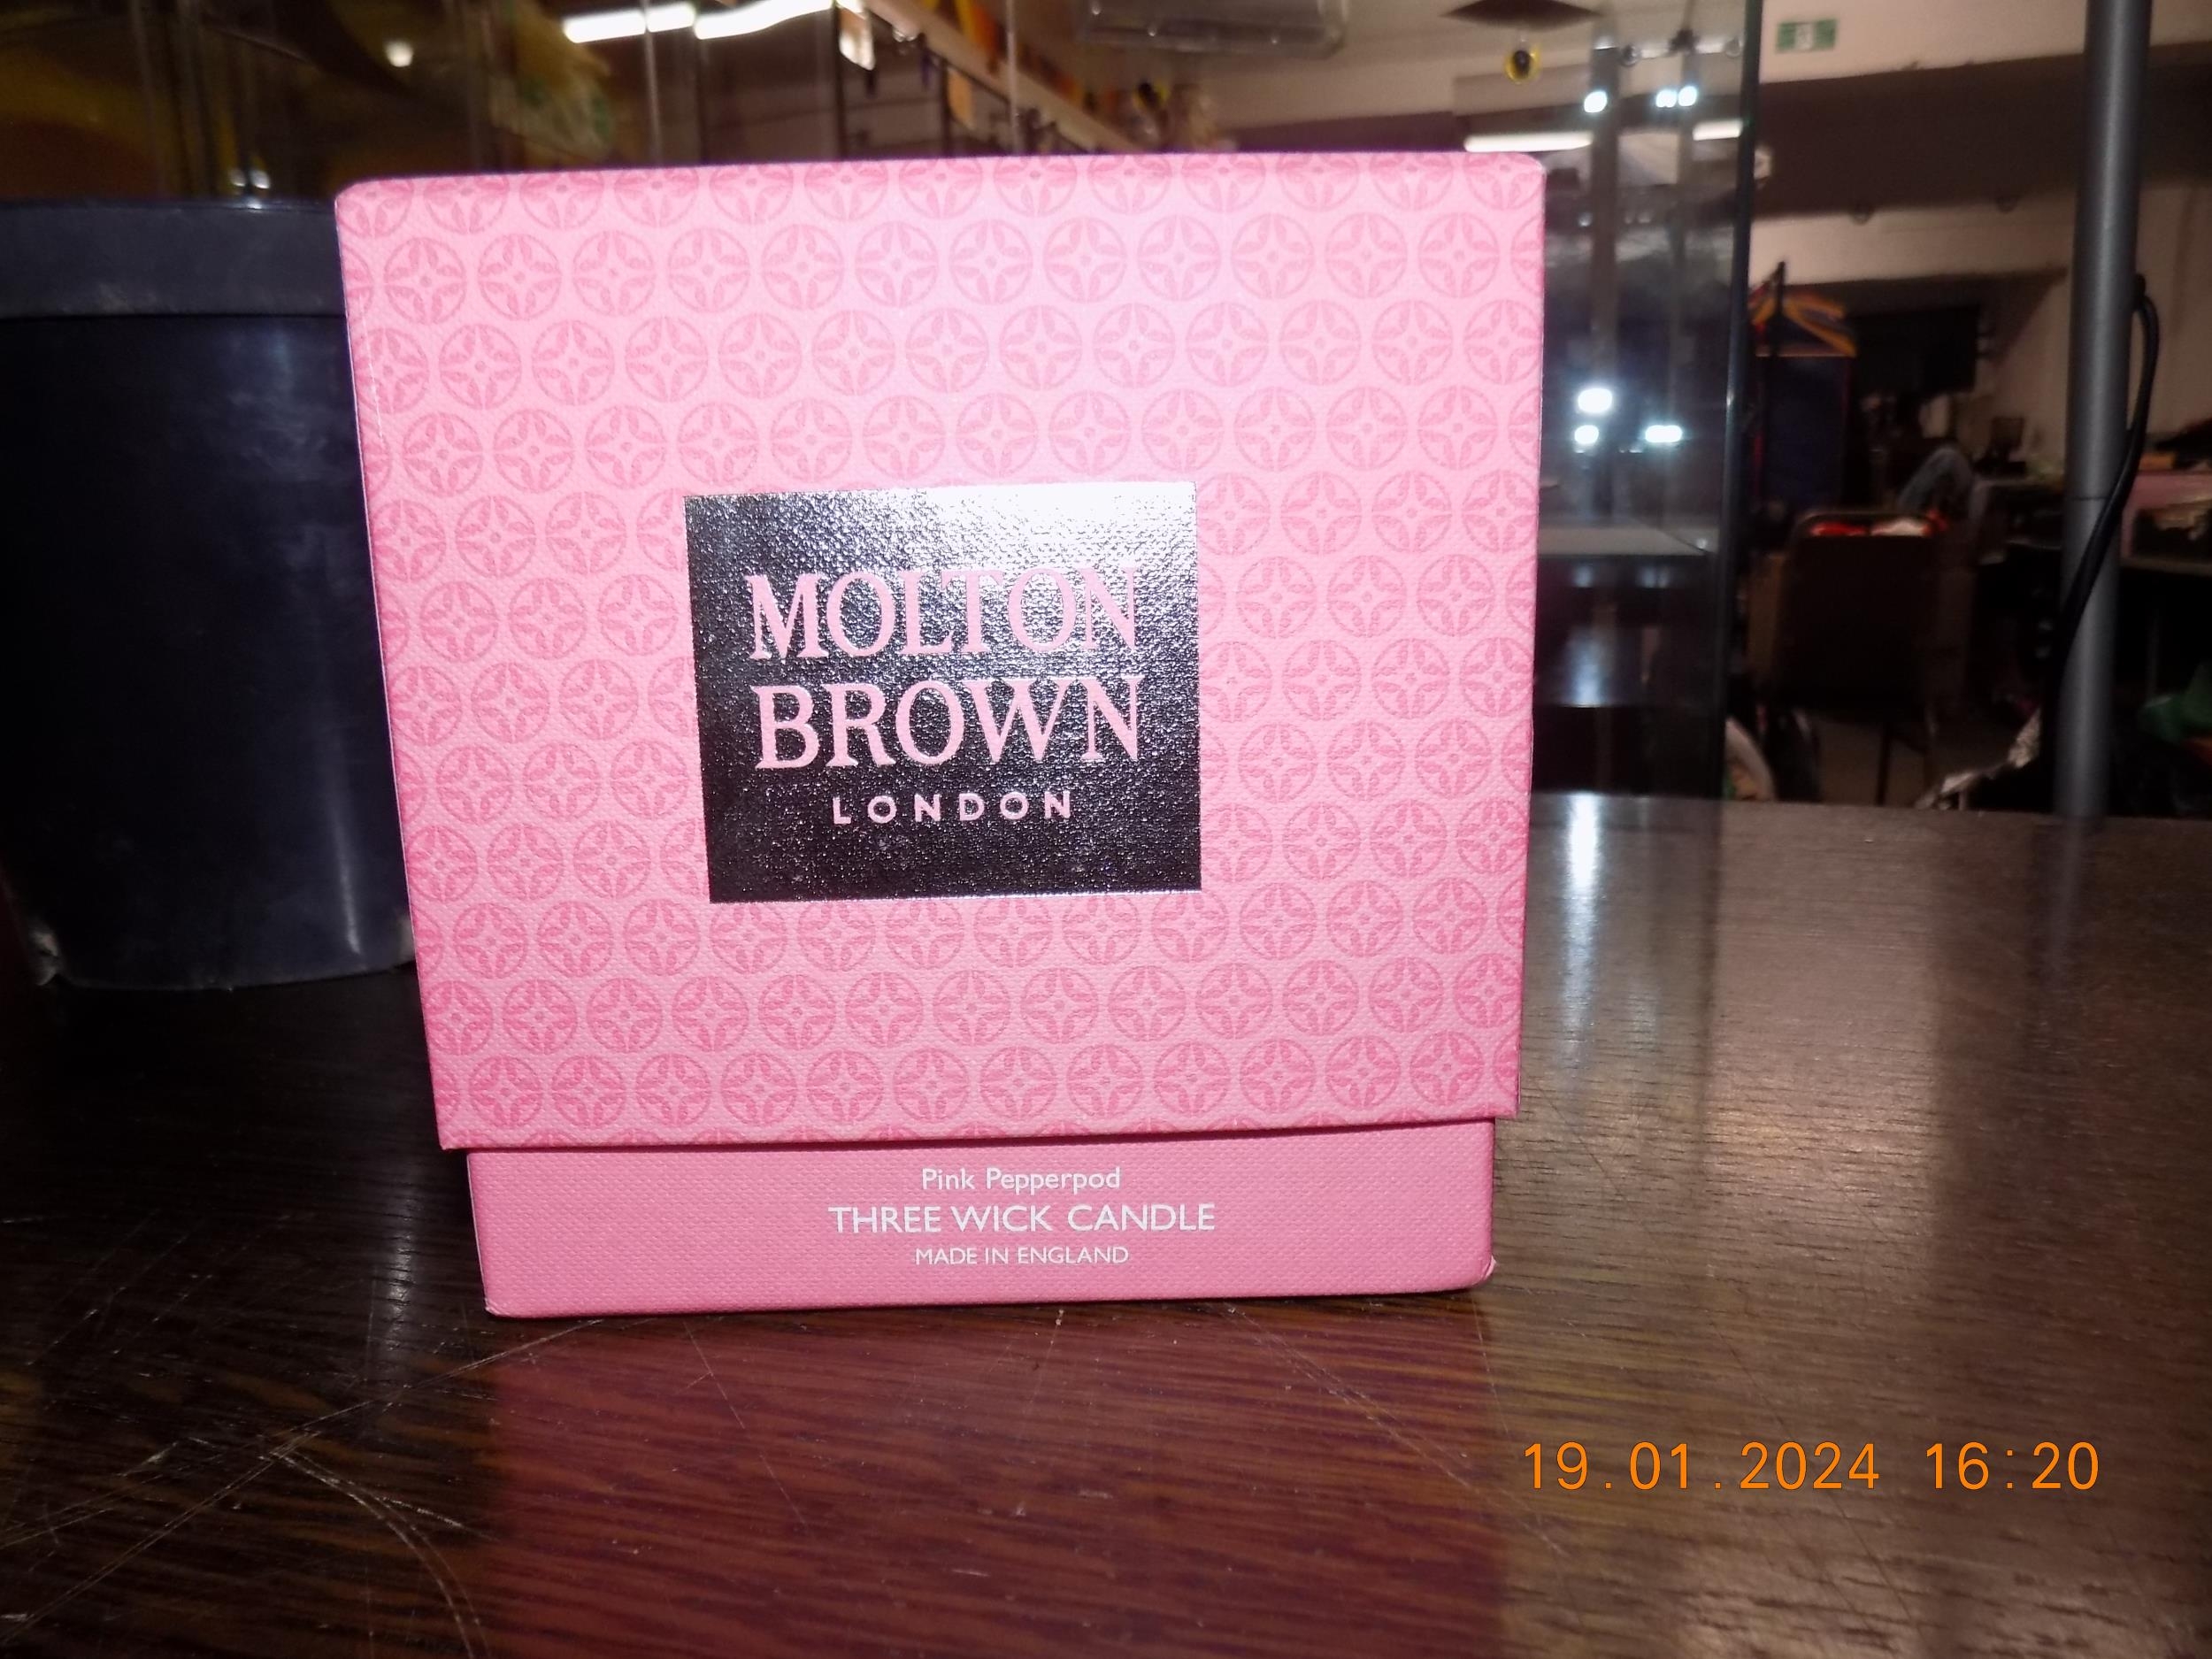 MOLTON
BROWN
LONDON
Pink Pepperpod
THREE WICK CANDLE
MADE IN ENGLAND
19.01.2024 16:20